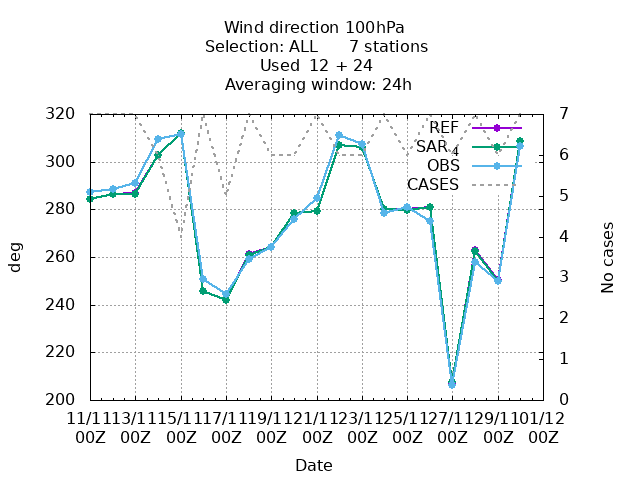 Wind direction 100hPa
Selection: ALL 7 stations
Used 12 + 24
Averaging window: 24h
320 7
REF
SAR 4
300 6
OBS
CASES
280 5
4
260
3
240
2
220
1
200 0
deg
No cases
11/11 13/11 15/11 17/11 19/11 21/11 23/11 25/11 27/11 29/11 01/12
00Z 00Z 00Z 00Z 00Z 00Z 00Z 00Z 00Z 00Z 00Z
Date